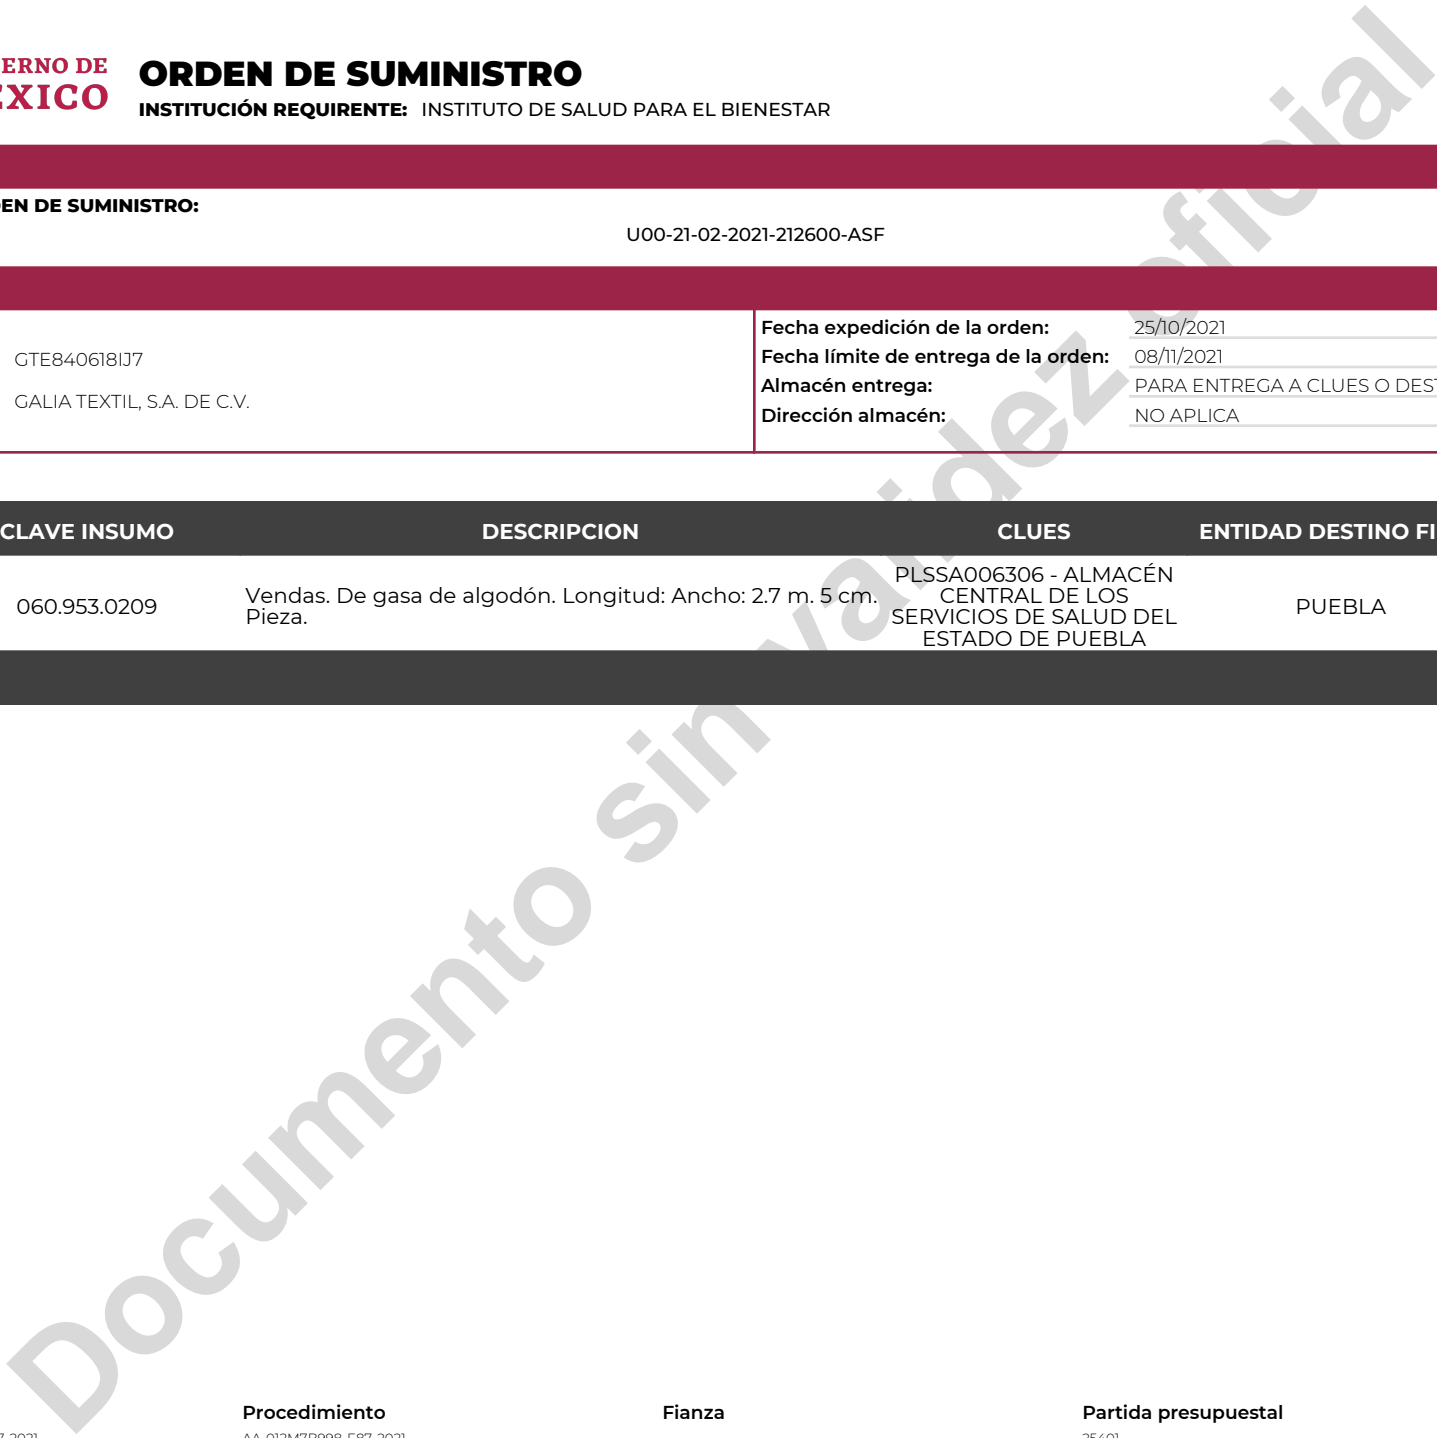 ERNO DE
EXICO
ORDEN DE SUMINISTRO
INSTITUCIÓN REQUIRENTE: INSTITUTO DE SALUD PARA EL BIENESTAR
EN DE SUMINISTRO:
U00-21-02-2021-212600-ASF
GTE840618IJ7
GALIA TEXTIL, S.A. DE C.V.
Fecha expedición de la orden: 25/10/2021
Fecha límite de entrega de la orden: 08/11/2021
Almacén entrega: PARA ENTREGA A CLUES O DEST
Dirección almacén: NO APLICA
CLAVE INSUMO DESCRIPCION CLUES ENTIDAD DESTINO FI
060.953.0209
Vendas. De gasa de algodón. Longitud: Ancho: 2.7 m. 5 cm.
Pieza.
PLSSA006306 - ALMACÉN
CENTRAL DE LOS
SERVICIOS DE SALUD DEL
ESTADO DE PUEBLA
PUEBLA
Documento sin validez oficial
Procedimiento Fianza Partida presupuestal